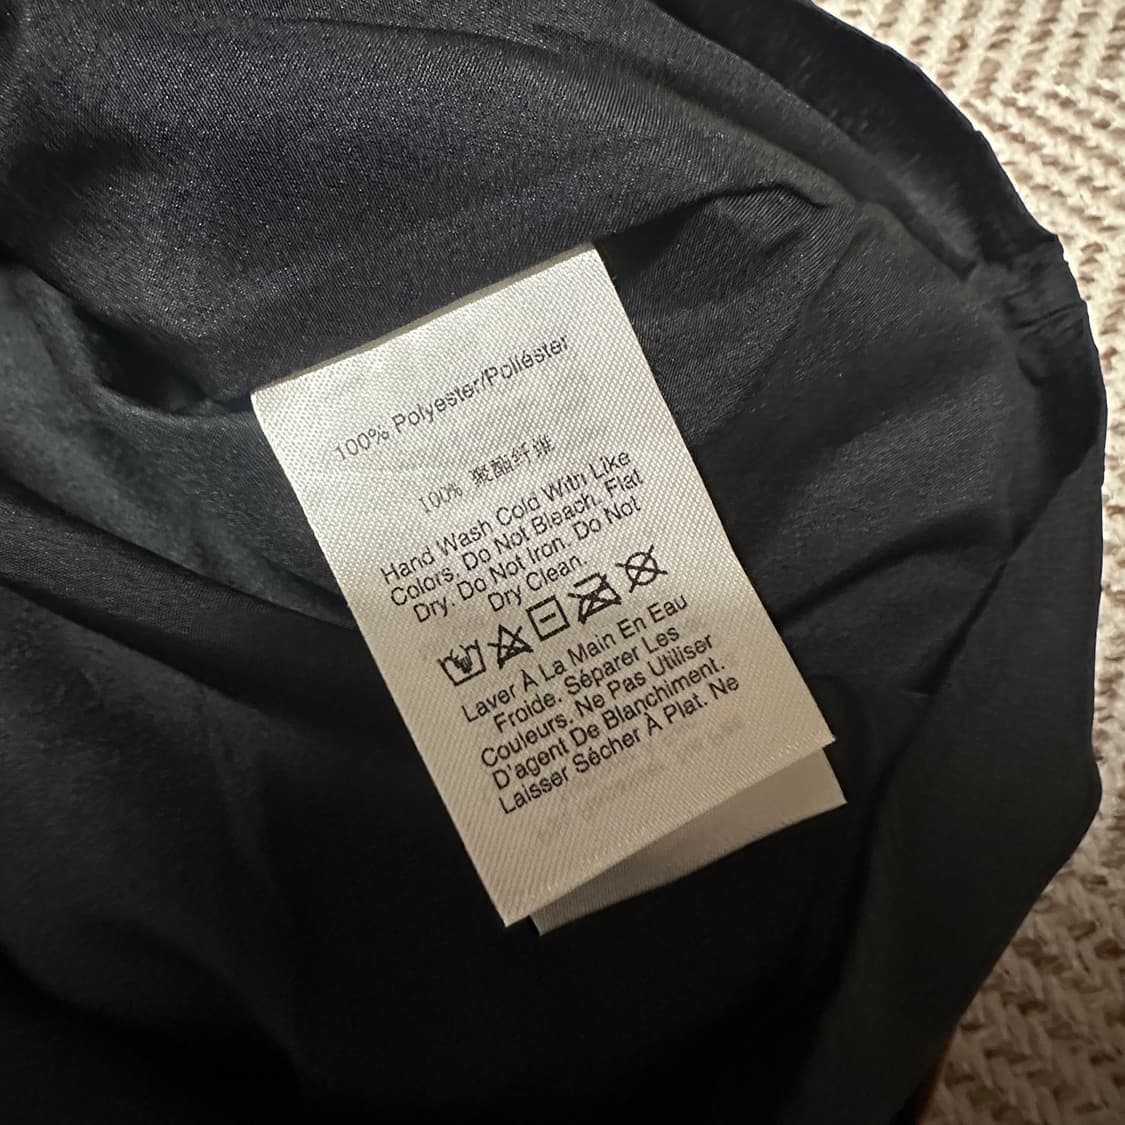 100% Polyester/Poliéster
100% 聚酯纤维
Hand Wash Cold With Like
Colors. Do Not Bleach. Flat
Dry. Do Not Iron. Do Not
Dry Clean.
Laver À La Main En Eau
Froide. Séparer Les
Couleurs. Ne Pas Utiliser
D'agent De Blanchiment.
Laisser Sécher À Plat. Ne